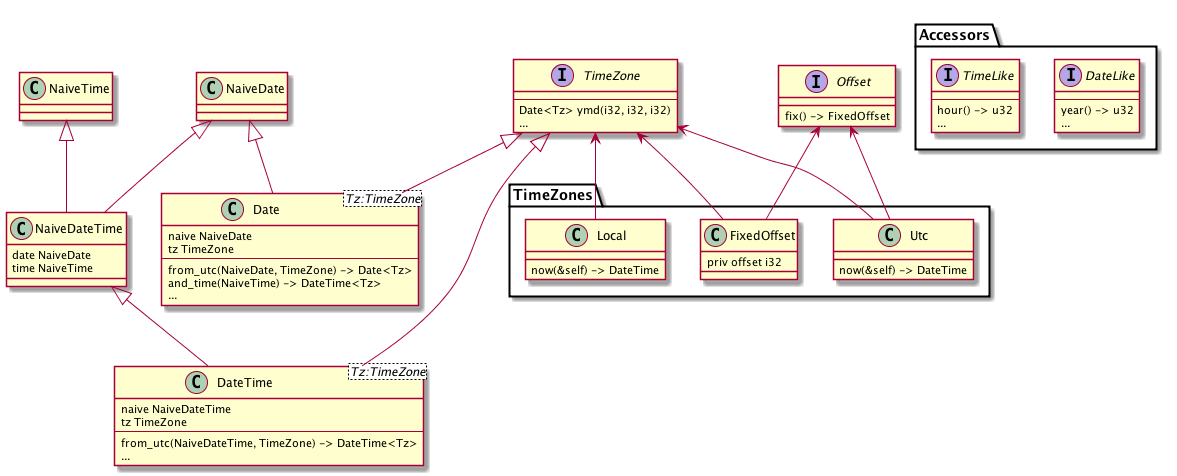 Accessors
I TimeLike
hour() -> u32
...
I DateLike
year() -> u32
...
C NaiveTime
C NaiveDate
I TimeZone
Date<Tz> ymd(i32, i32, i32)
...
I Offset
fix() -> FixedOffset
C NaiveDateTime
date NaiveDate
time NaiveTime
C Date
Tz:TimeZone
naive NaiveDate
tz TimeZone
from_utc(NaiveDate, TimeZone) -> Date<Tz>
and_time(NaiveTime) -> DateTime<Tz>
...
TimeZones
C Local
now(&self) -> DateTime
C FixedOffset
priv offset i32
C Utc
now(&self) -> DateTime
C DateTime
Tz:TimeZone
naive NaiveDateTime
tz TimeZone
from_utc(NaiveDateTime, TimeZone) -> DateTime<Tz>
...